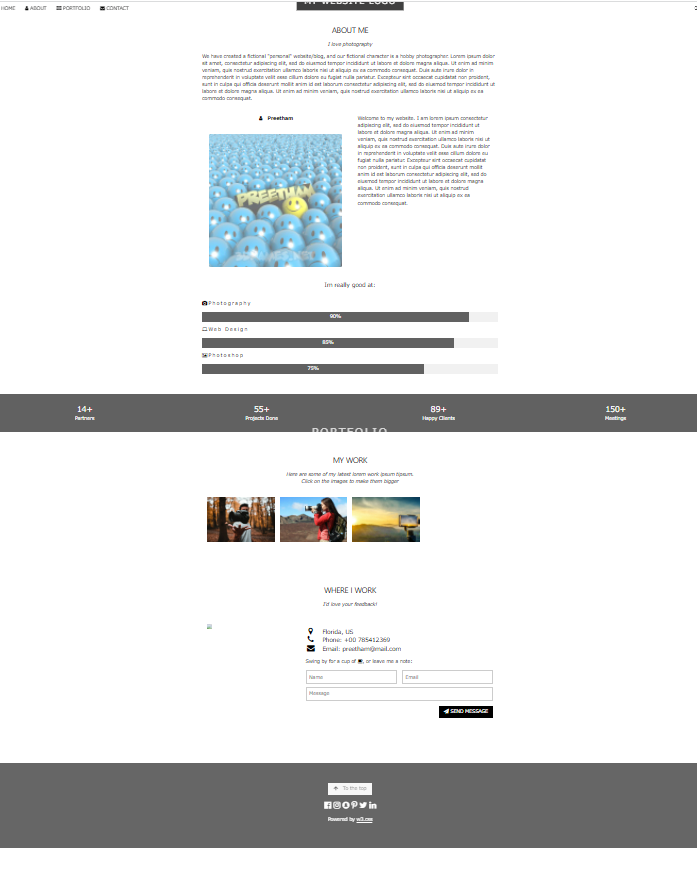 MY WEBSITE LOGO
HOME ABOUT PORTFOLIO CONTACT
ABOUT ME
I love photography
We have created a fictional "personal" website/blog, and our fictional character is a hobby photographer. Lorem ipsum dolor
sit amet, consectetur adipiscing elit, sed do eiusmod tempor incididunt ut labore et dolore magna aliqua. Ut enim ad minim
veniam, quis nostrud exercitation ullamco laboris nisi ut aliquip ex ea commodo consequat. Duis aute irure dolor in
reprehenderit in voluptate velit esse cillum dolore eu fugiat nulla pariatur. Excepteur sint occaecat cupidatat non proident,
sunt in culpa qui officia deserunt mollit anim id est laborum consectetur adipiscing elit, sed do eiusmod tempor incididunt ut
labore et dolore magna aliqua. Ut enim ad minim veniam, quis nostrud exercitation ullamco laboris nisi ut aliquip ex ea
commodo consequat.
Preetham
PREETHAM
Welcome to my website. I am lorem ipsum consectetur
adipiscing elit, sed do eiusmod tempor incididunt ut
labore et dolore magna aliqua. Ut enim ad minim
veniam, quis nostrud exercitation ullamco laboris nisi ut
aliquip ex ea commodo consequat. Duis aute irure dolor
in reprehenderit in voluptate velit esse cillum dolore eu
fugiat nulla pariatur. Excepteur sint occaecat cupidatat
non proident, sunt in culpa qui officia deserunt mollit
anim id est laborum consectetur adipiscing elit, sed do
eiusmod tempor incididunt ut labore et dolore magna
aliqua. Ut enim ad minim veniam, quis nostrud
exercitation ullamco laboris nisi ut aliquip ex ea
commodo consequat.
Im really good at:
Photography
90%
Web Design
85%
Photoshop
75%
14+ 55+ 89+ 150+
Partners Projects Done Happy Clients Meetings
PORTFOLIO
MY WORK
Here are some of my latest lorem work ipsum tipsum.
Click on the images to make them bigger
WHERE I WORK
I'd love your feedback!
Florida, US
Phone: +00 785412369
Email: preetham@mail.com
Swing by for a cup of , or leave me a note:
Name Email
Message
SEND MESSAGE
To the top
Powered by w3.css